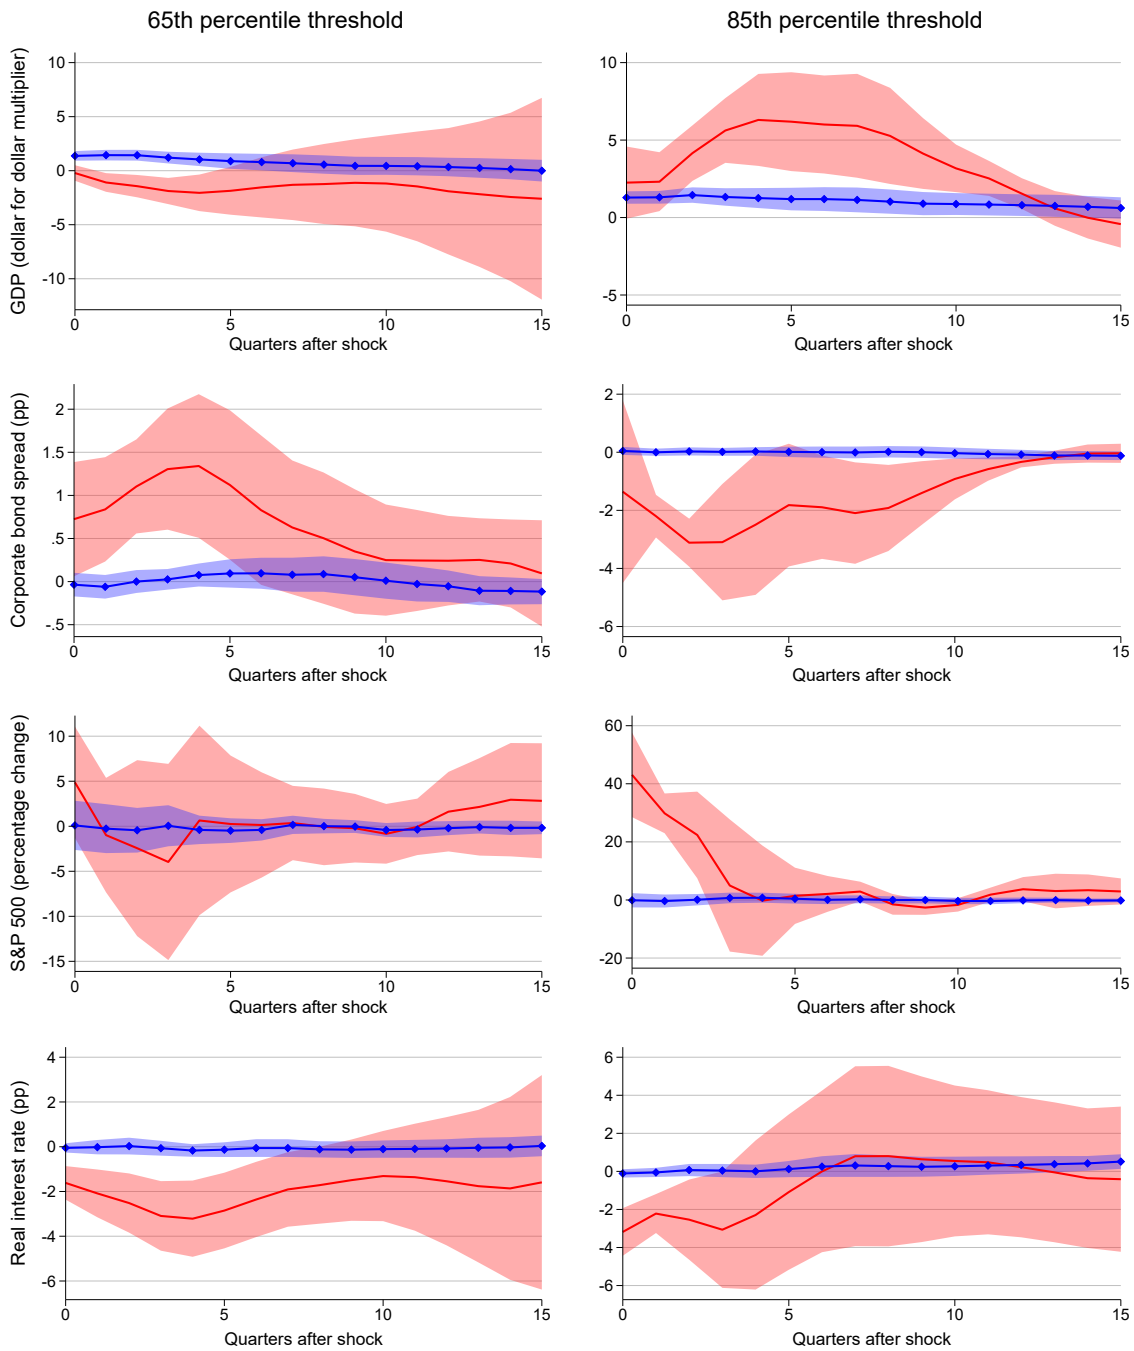 65th percentile threshold
85th percentile threshold
GDP (dollar for dollar multiplier)
10
5
0
-5
-10
0 5 10 15
Quarters after shock
10
5
0
-5
0 5 10 15
Quarters after shock
Corporate bond spread (pp)
2
1.5
1
.5
0
-.5
0 5 10 15
Quarters after shock
2
0
-2
-4
-6
0 5 10 15
Quarters after shock
S&P 500 (percentage change)
10
5
0
-5
-10
-15
0 5 10 15
Quarters after shock
60
40
20
0
-20
0 5 10 15
Quarters after shock
Real interest rate (pp)
4
2
0
-2
-4
-6
0 5 10 15
Quarters after shock
6
4
2
0
-2
-4
-6
0 5 10 15
Quarters after shock